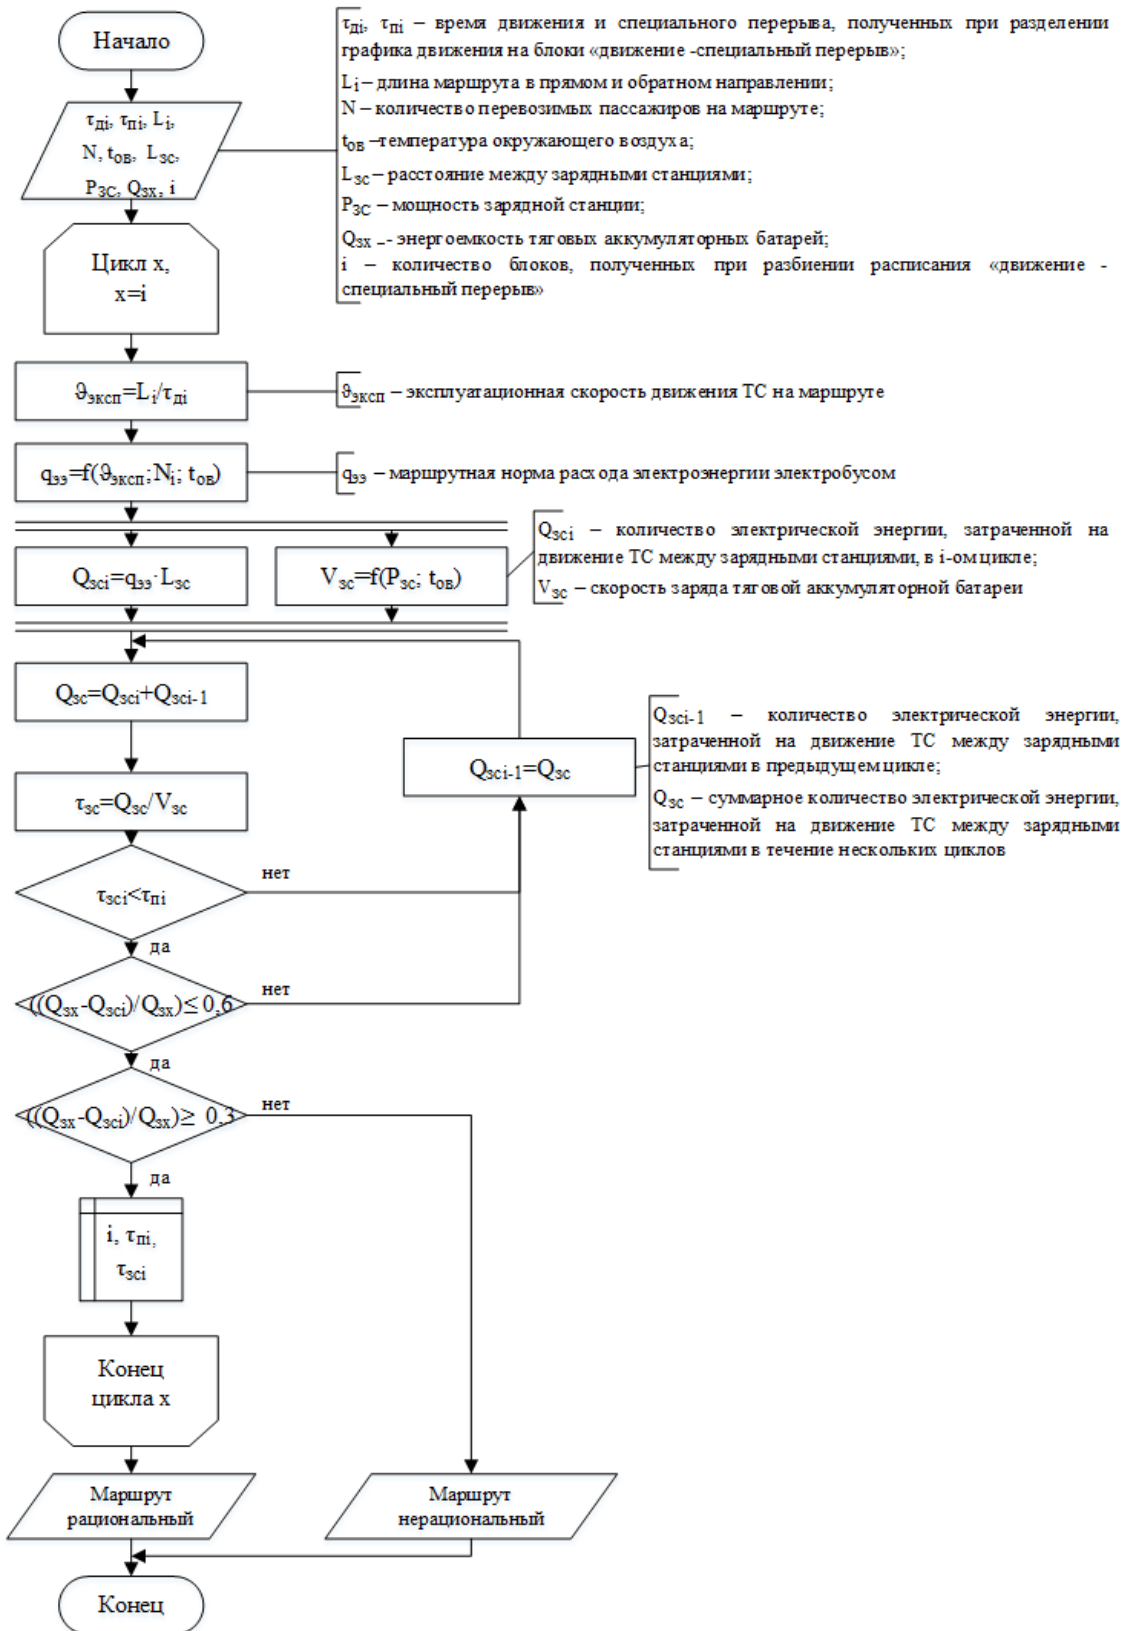 Начало
τдi, τпi – время движения и специального перерыва, полученных при разделении
графика движения на блоки «движение -специальный перерыв»;
Li – длина маршрута в прямом и обратном направлении;
N – количество перевозимых пассажиров на маршруте;
tов –температура окружающего воздуха;
Lзс – расстояние между зарядными станциями;
PЗС – мощность зарядной станции;
Qзх –- энергоемкость тяговых аккумуляторных батарей;
i – количество блоков, полученных при разбиении расписания «движение -
специальный перерыв»
τдi, τпi, Li,
N, tов, Lзс,
PЗС, Qзх, i
Цикл x,
x=i
ϑэксп=Li/τдi
ϑэксп – эксплуатационная скорость движения ТС на маршруте
qээ=f(ϑэксп; Ni; tов)
qээ – маршрутная норма расхода электроэнергии электробусом
Qзсi=qээ· Lзс
Vзс=f(Pзс; tов)
Qзсi – количество электрической энергии, затраченной на
движение ТС между зарядными станциями, в i-ом цикле;
Vзс – скорость заряда тяговой аккумуляторной батареи
Qзс=Qзсi+Qзсi-1
Qзсi-1=Qзс
Qзсi-1 – количество электрической энергии,
затраченной на движение ТС между зарядными
станциями в предыдущем цикле;
Qзс – суммарное количество электрической энергии,
затраченной на движение ТС между зарядными
станциями в течение нескольких циклов
τзс=Qзс/Vзс
τзсi<τпi
нет
да
((Qзх-Qзсi)/Qзх)≤ 0,6
нет
да
((Qзх-Qзсi)/Qзх)≥ 0,3
нет
да
i, τпi,
τзсi
Конец
цикла x
Маршрут
рациональный
Маршрут
нерациональный
Конец